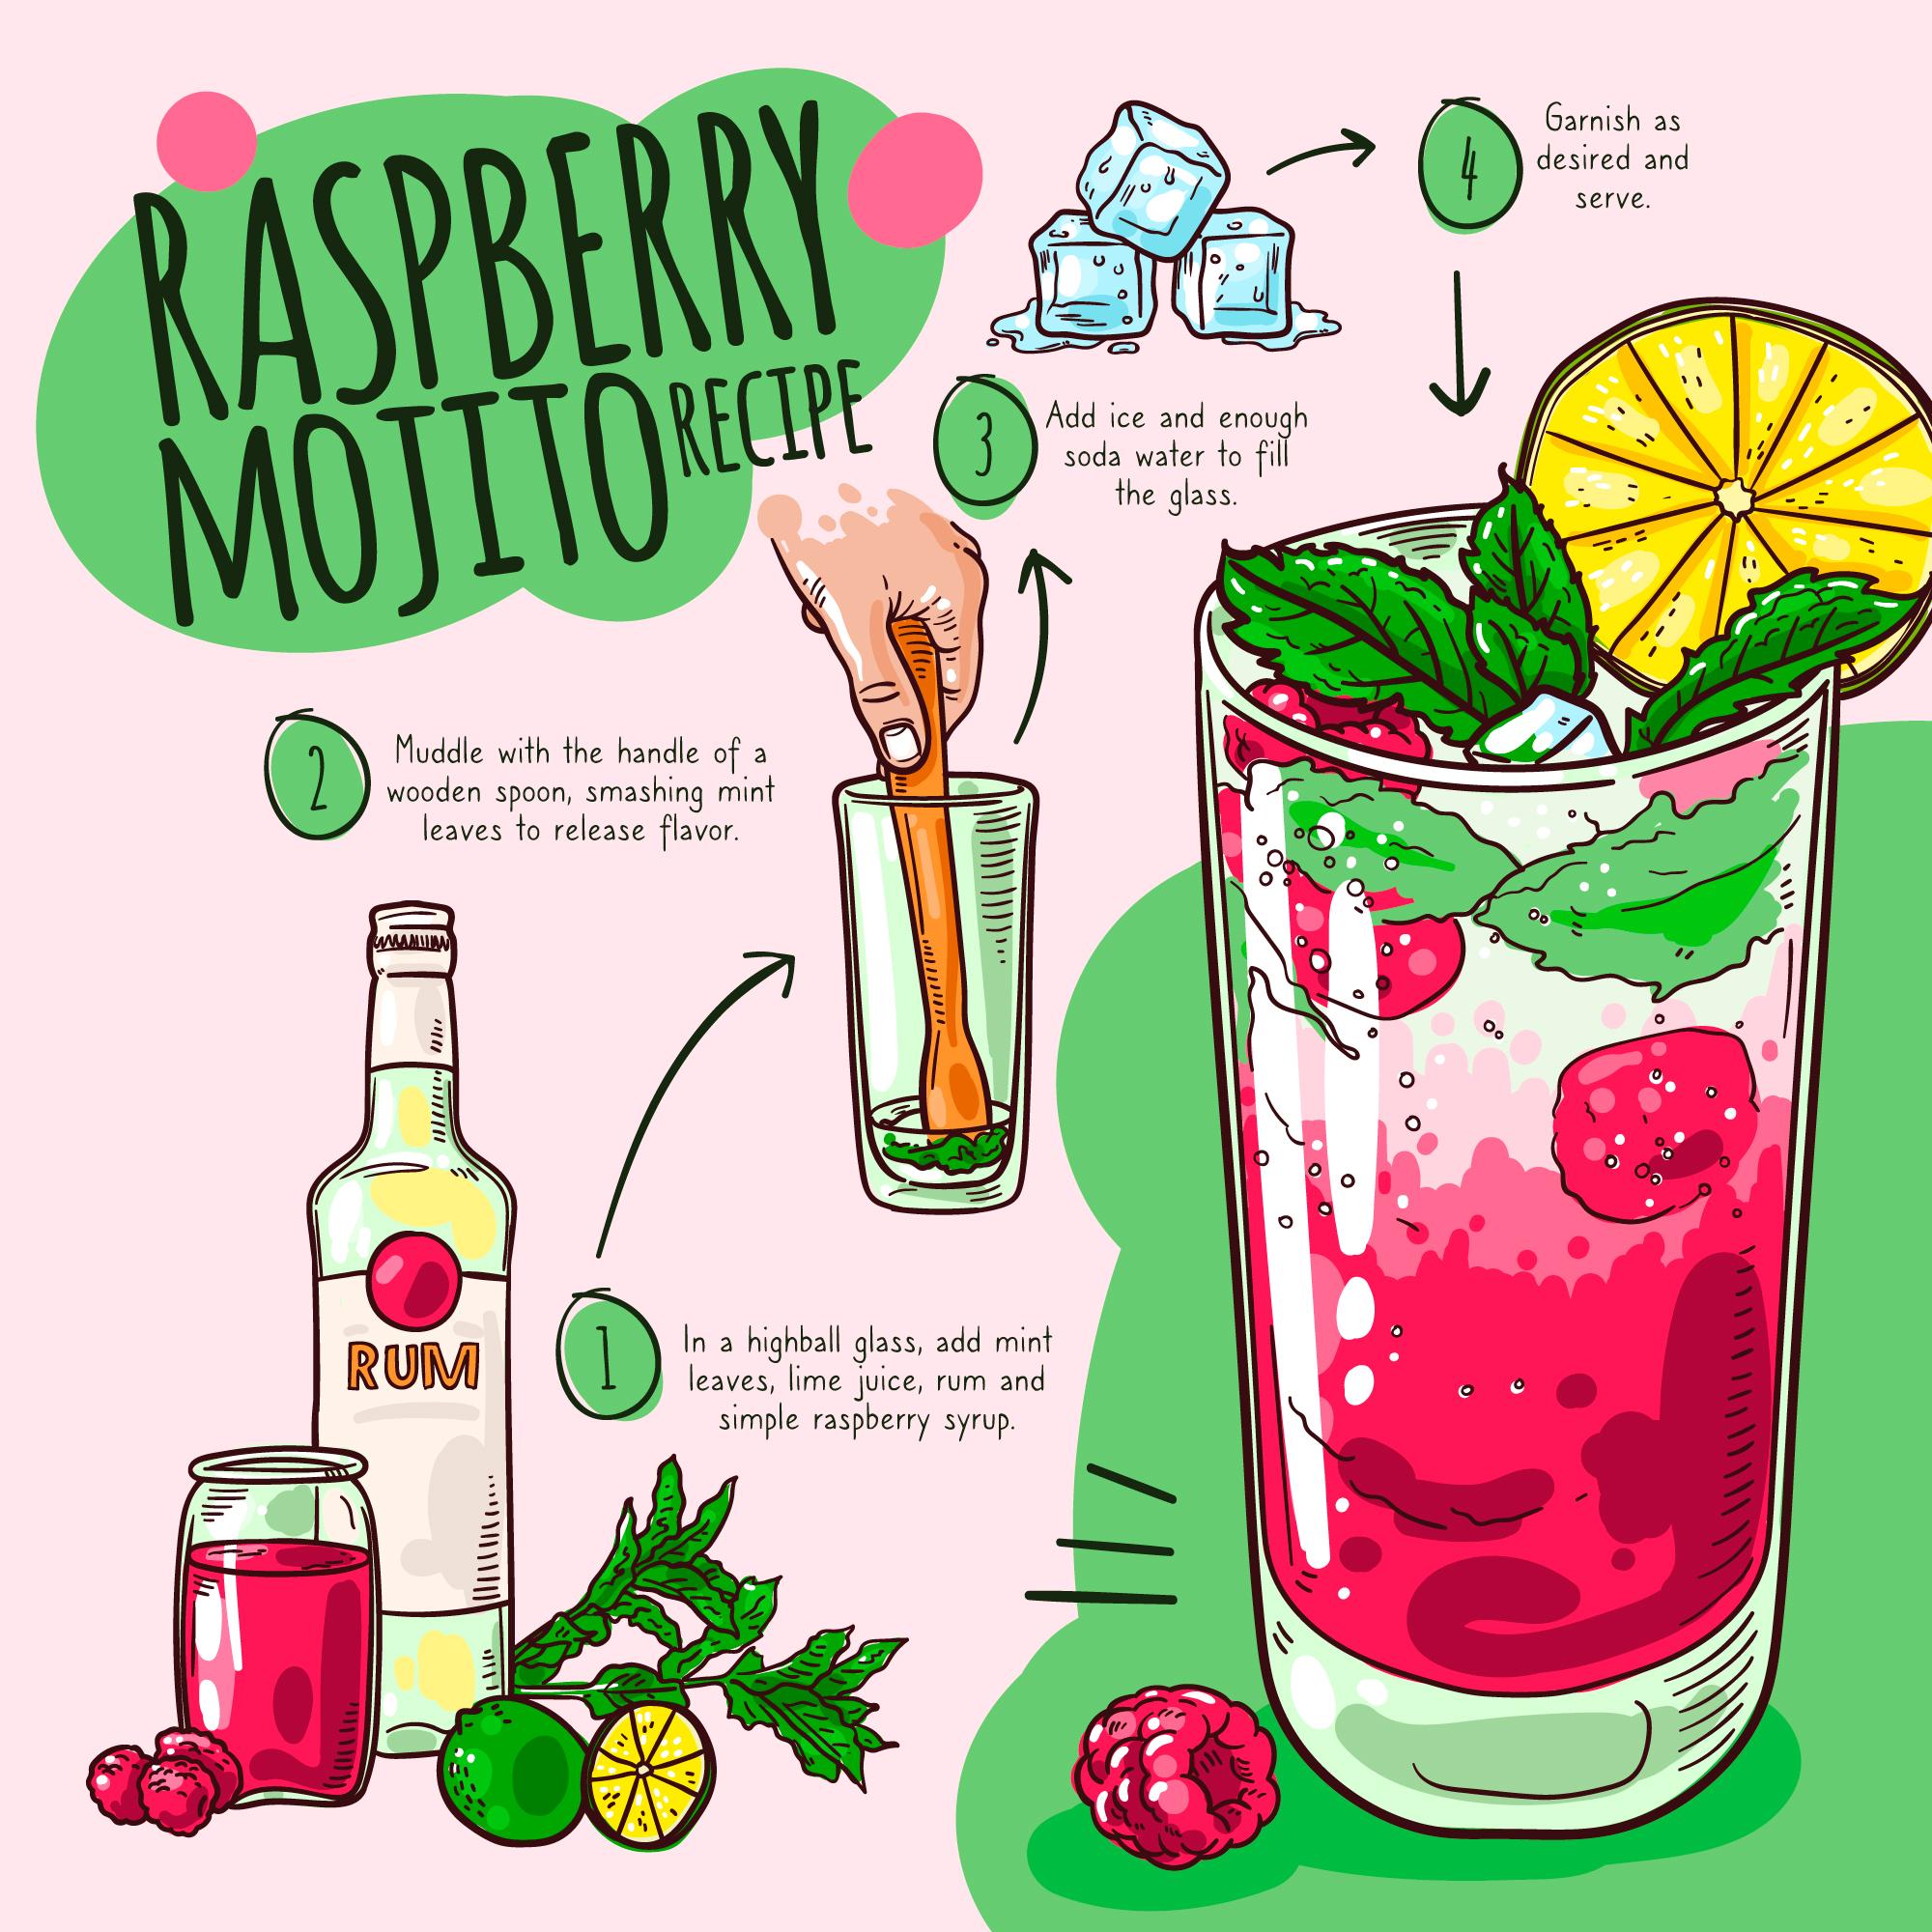 RASPBERRY
MOJITO RECIPE
1
In a highball glass, add mint
leaves, lime juice, rum and
simple raspberry syrup.
2
Muddle with the handle of a
wooden spoon, smashing mint
leaves to release flavor.
3
Add ice and enough
soda water to fill
the glass.
4
Garnish as
desired and
serve.
RUM